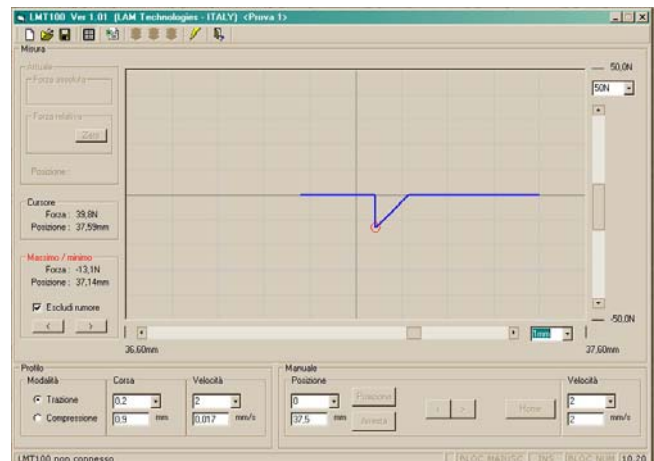 LMT100 Ver 1.01 (LAM Technologies - ITALY) <Prova 1>
Misura
Attuale
Forza assoluta
Forza relativa
Zero
Posizione :
Cursore
Forza : 39,8N
Posizione : 37,59mm
Massimo / minimo
Forza : -13,1N
Posizione : 37,14mm
Escludi rumore
< >
50,0N
50N
-50,0N
1mm
36,60mm 37,60mm
Profilo
Modalità
Trazione
Compressione
Corsa
0.2
0.9 mm
Velocità
2
0,017 mm/s
Manuale
Posizione
0
37,5 mm
Posiziona
Arresta
< >
Home
Velocità
2
2 mm/s
LMT100 non connesso BLOC MAIUSC INS BLOC NUM 10.20